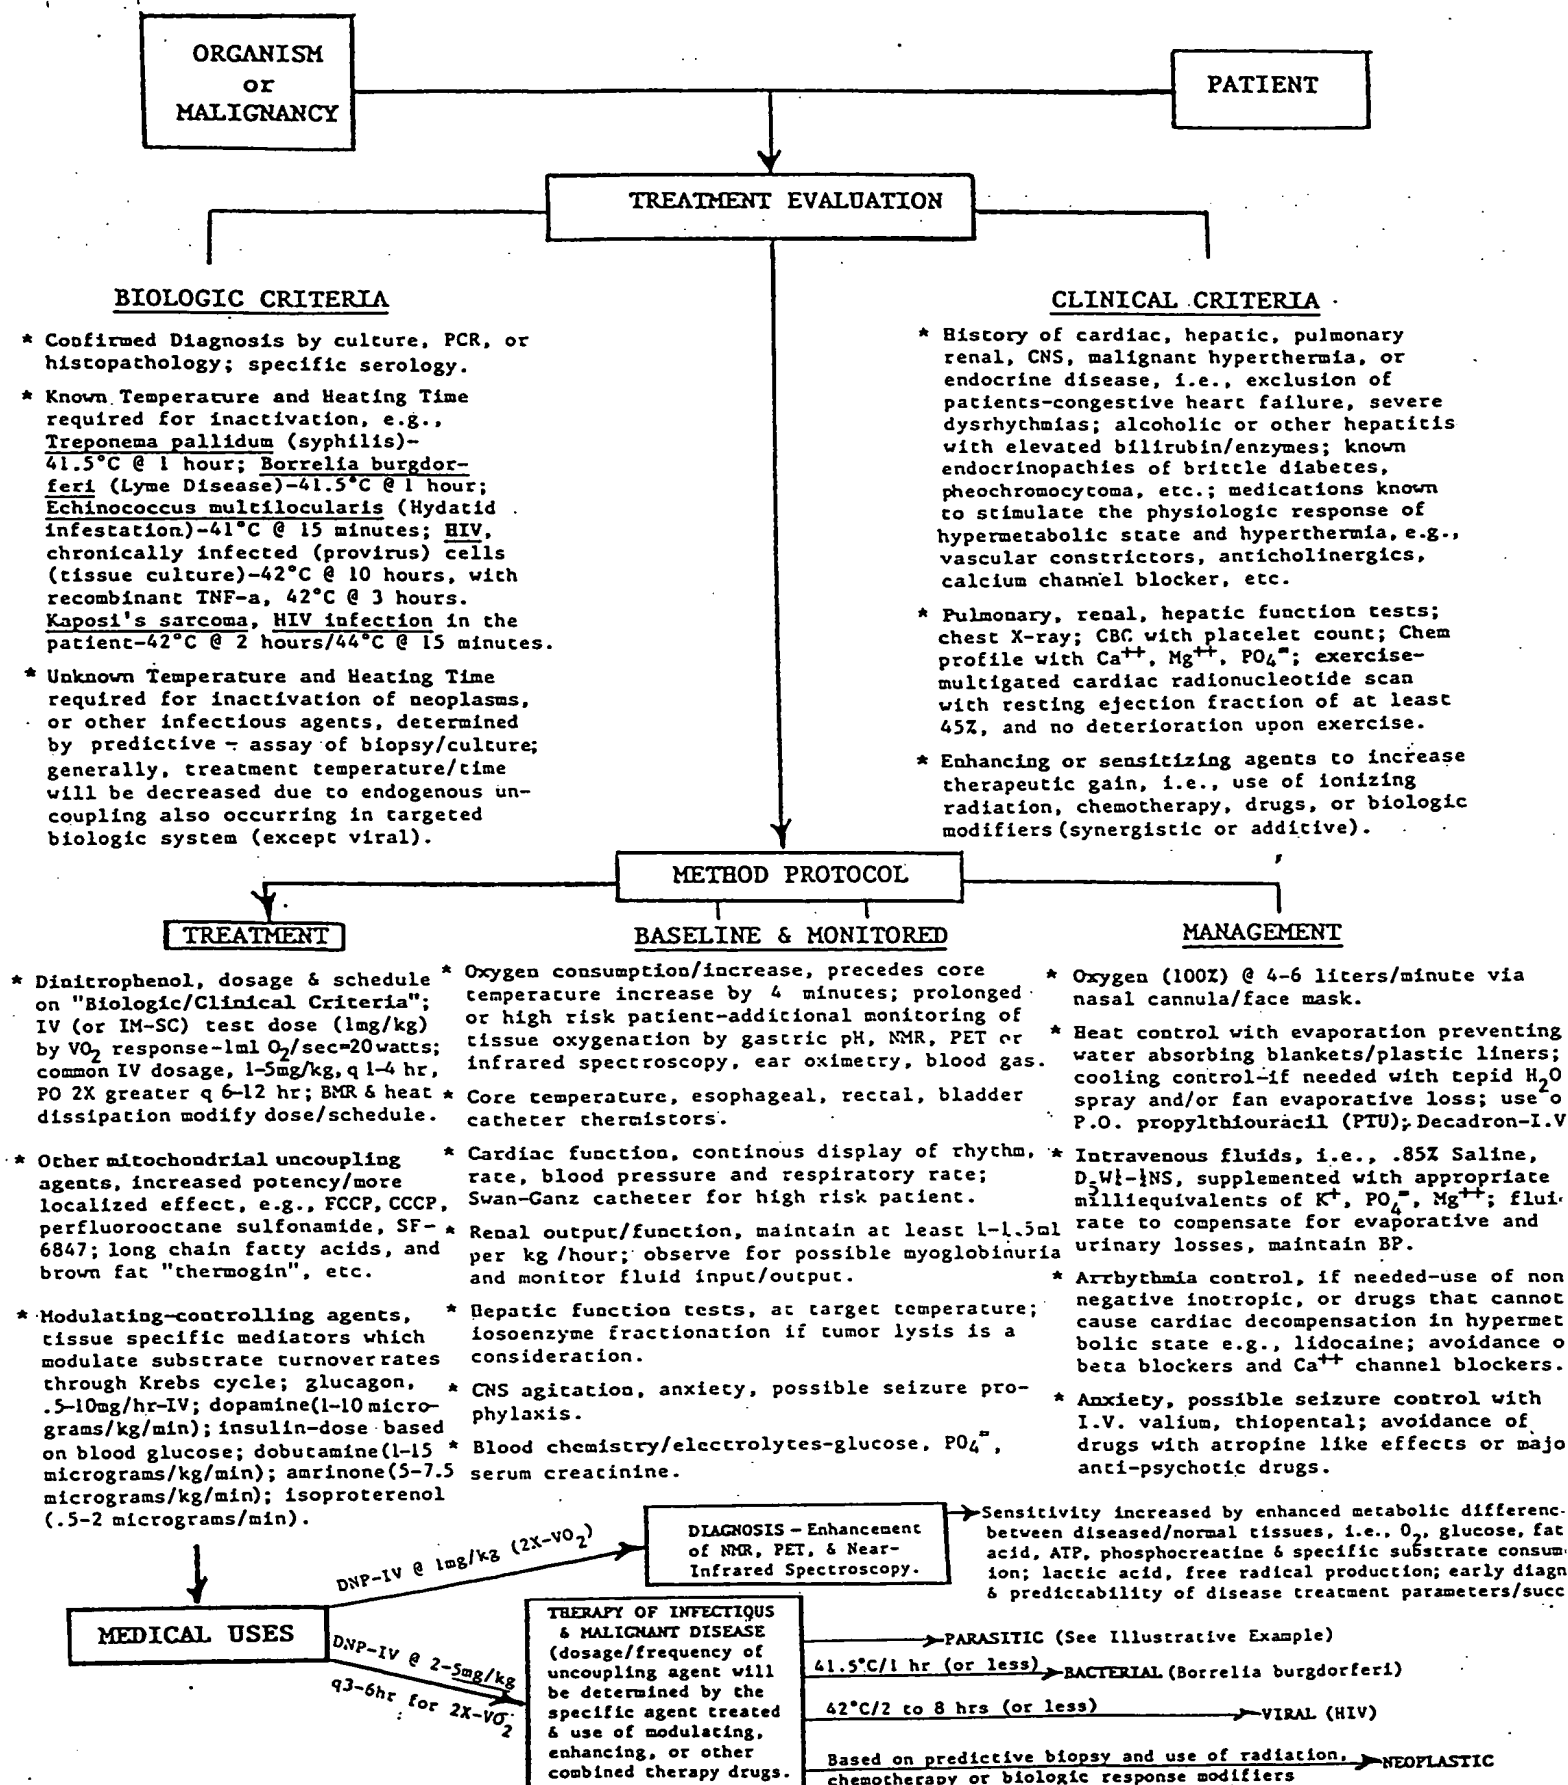 ORGANISM
or
MALIGNANCY
PATIENT
TREATMENT EVALUATION
BIOLOGIC CRITERIA
* Confirmed Diagnosis by culture, PCR, or
histopathology; specific serology.
* Known Temperature and Heating Time
required for inactivation, e.g.,
Treponema pallidum (syphilis)-
41.5°C @ 1 hour; Borrelia burgdor-
feri (Lyme Disease)-41.5°C @ 1 hour;
Echinococcus multilocularis (Hydatid
infestation)-41°C @ 15 minutes; HIV,
chronically infected (provirus) cells
(tissue culture)-42°C @ 10 hours, with
recombinant TNF-a, 42°C @ 3 hours.
Kaposi's sarcoma, HIV infection in the
patient-42°C @ 2 hours/44°C @ 15 minutes.
* Unknown Temperature and Heating Time
required for inactivation of neoplasms,
or other infectious agents, determined
by predictive - assay of biopsy/culture;
generally, treatment temperature/time
will be decreased due to endogenous un-
coupling also occurring in targeted
biologic system (except viral).
CLINICAL CRITERIA
* History of cardiac, hepatic, pulmonary
renal, CNS, malignant hyperthermia, or
endocrine disease, i.e., exclusion of
patients-congestive heart failure, severe
dysrhythmias; alcoholic or other hepatitis
with elevated bilirubin/enzymes; known
endocrinopathies of brittle diabetes,
pheochromocytoma, etc.; medications known
to stimulate the physiologic response of
hypermetabolic state and hyperthermia, e.g.,
vascular constrictors, anticholinergics,
calcium channel blocker, etc.
* Pulmonary, renal, hepatic function tests;
chest X-ray; CBC with platelet count; Chem
profile with Ca⁺⁺, Mg⁺⁺, PO₄⁼; exercise-
multigated cardiac radionucleotide scan
with resting ejection fraction of at least
45%, and no deterioration upon exercise.
* Enhancing or sensitizing agents to increase
therapeutic gain, i.e., use of ionizing
radiation, chemotherapy, drugs, or biologic
modifiers (synergistic or additive).
METHOD PROTOCOL
TREATMENT
* Dinitrophenol, dosage & schedule
on "Biologic/Clinical Criteria";
IV (or IM-SC) test dose (1mg/kg)
by VO₂ response-1ml O₂/sec=20watts;
common IV dosage, 1-5mg/kg, q 1-4 hr,
PO 2X greater q 6-12 hr; BMR & heat
dissipation modify dose/schedule.
* Other mitochondrial uncoupling
agents, increased potency/more
localized effect, e.g., FCCP, CCCP,
perfluorooctane sulfonamide, SF-
6847; long chain fatty acids, and
brown fat "thermogin", etc.
* Modulating-controlling agents,
tissue specific mediators which
modulate substrate turnover rates
through Krebs cycle; glucagon,
.5-10mg/hr-IV; dopamine(1-10 micro-
grams/kg/min); insulin-dose based
on blood glucose; dobutamine(1-15
micrograms/kg/min); amrinone(5-7.5
micrograms/kg/min); isoproterenol
(.5-2 micrograms/min).
BASELINE & MONITORED
* Oxygen consumption/increase, precedes core
temperature increase by 4 minutes; prolonged
or high risk patient-additional monitoring of
tissue oxygenation by gastric pH, NMR, PET or
infrared spectroscopy, ear oximetry, blood gas.
* Core temperature, esophageal, rectal, bladder
catheter thermistors.
* Cardiac function, continous display of rhythm,
rate, blood pressure and respiratory rate;
Swan-Ganz catheter for high risk patient.
* Renal output/function, maintain at least 1-1.5ml
per kg /hour; observe for possible myoglobinuria
and monitor fluid input/output.
* Hepatic function tests, at target temperature;
iosoenzyme fractionation if tumor lysis is a
consideration.
* CNS agitation, anxiety, possible seizure pro-
phylaxis.
* Blood chemistry/electrolytes-glucose, PO₄⁼,
serum creatinine.
MANAGEMENT
* Oxygen (100%) @ 4-6 liters/minute via
nasal cannula/face mask.
* Heat control with evaporation preventing
water absorbing blankets/plastic liners;
cooling control-if needed with tepid H₂O
spray and/or fan evaporative loss; use o
P.O. propylthiouracil (PTU); Decadron-I.V
* Intravenous fluids, i.e., .85% Saline,
D₅W½-½NS, supplemented with appropriate
milliequivalents of K⁺, PO₄⁼, Mg⁺⁺; flui
rate to compensate for evaporative and
urinary losses, maintain BP.
* Arrhythmia control, if needed-use of non
negative inotropic, or drugs that cannot
cause cardiac decompensation in hypermet
bolic state e.g., lidocaine; avoidance o
beta blockers and Ca⁺⁺ channel blockers.
* Anxiety, possible seizure control with
I.V. valium, thiopental; avoidance of
drugs with atropine like effects or majo
anti-psychotic drugs.
MEDICAL USES
DNP-IV @ 1mg/kg (2X-VO₂)
DIAGNOSIS - Enhancement
of NMR, PET, & Near-
Infrared Spectroscopy.
Sensitivity increased by enhanced metabolic differenc
between diseased/normal tissues, i.e., O₂, glucose, fat
acid, ATP, phosphocreatine & specific substrate consum
ion; lactic acid, free radical production; early diagn
& predictability of disease treatment parameters/succ
DNP-IV @ 2-5mg/kg
q3-6hr for 2X-VO₂
THERAPY OF INFECTIOUS
& MALIGNANT DISEASE
(dosage/frequency of
uncoupling agent will
be determined by the
specific agent treated
& use of modulating,
enhancing, or other
combined therapy drugs.
PARASITIC (See Illustrative Example)
41.5°C/1 hr (or less) BACTERIAL (Borrelia burgdorferi)
42°C/2 to 8 hrs (or less) VIRAL (HIV)
Based on predictive biopsy and use of radiation, NEOPLASTIC
chemotherapy or biologic response modifiers